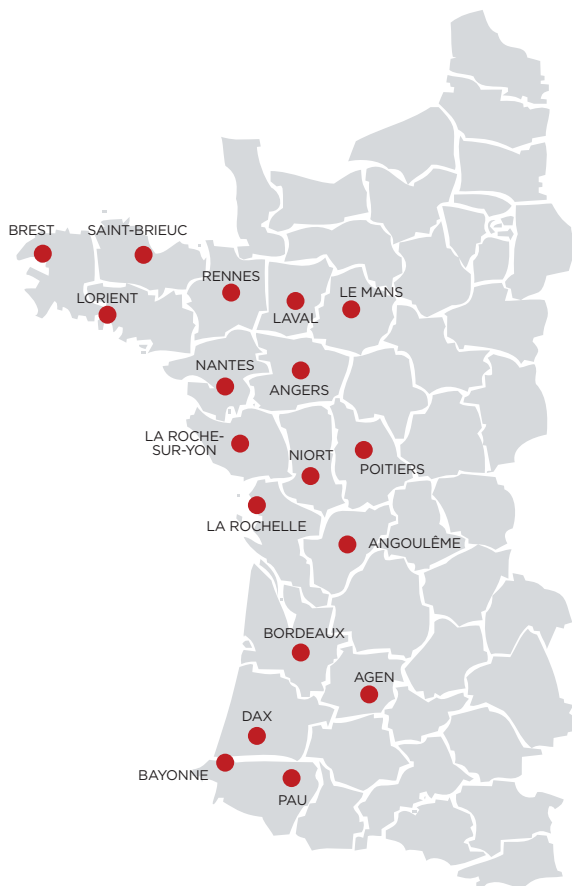 BREST
SAINT-BRIEUC
RENNES
LORIENT
LE MANS
LAVAL
NANTES
ANGERS
LA ROCHE-
SUR-YON
NIORT
POITIERS
LA ROCHELLE
ANGOULÊME
BORDEAUX
AGEN
DAX
BAYONNE
PAU